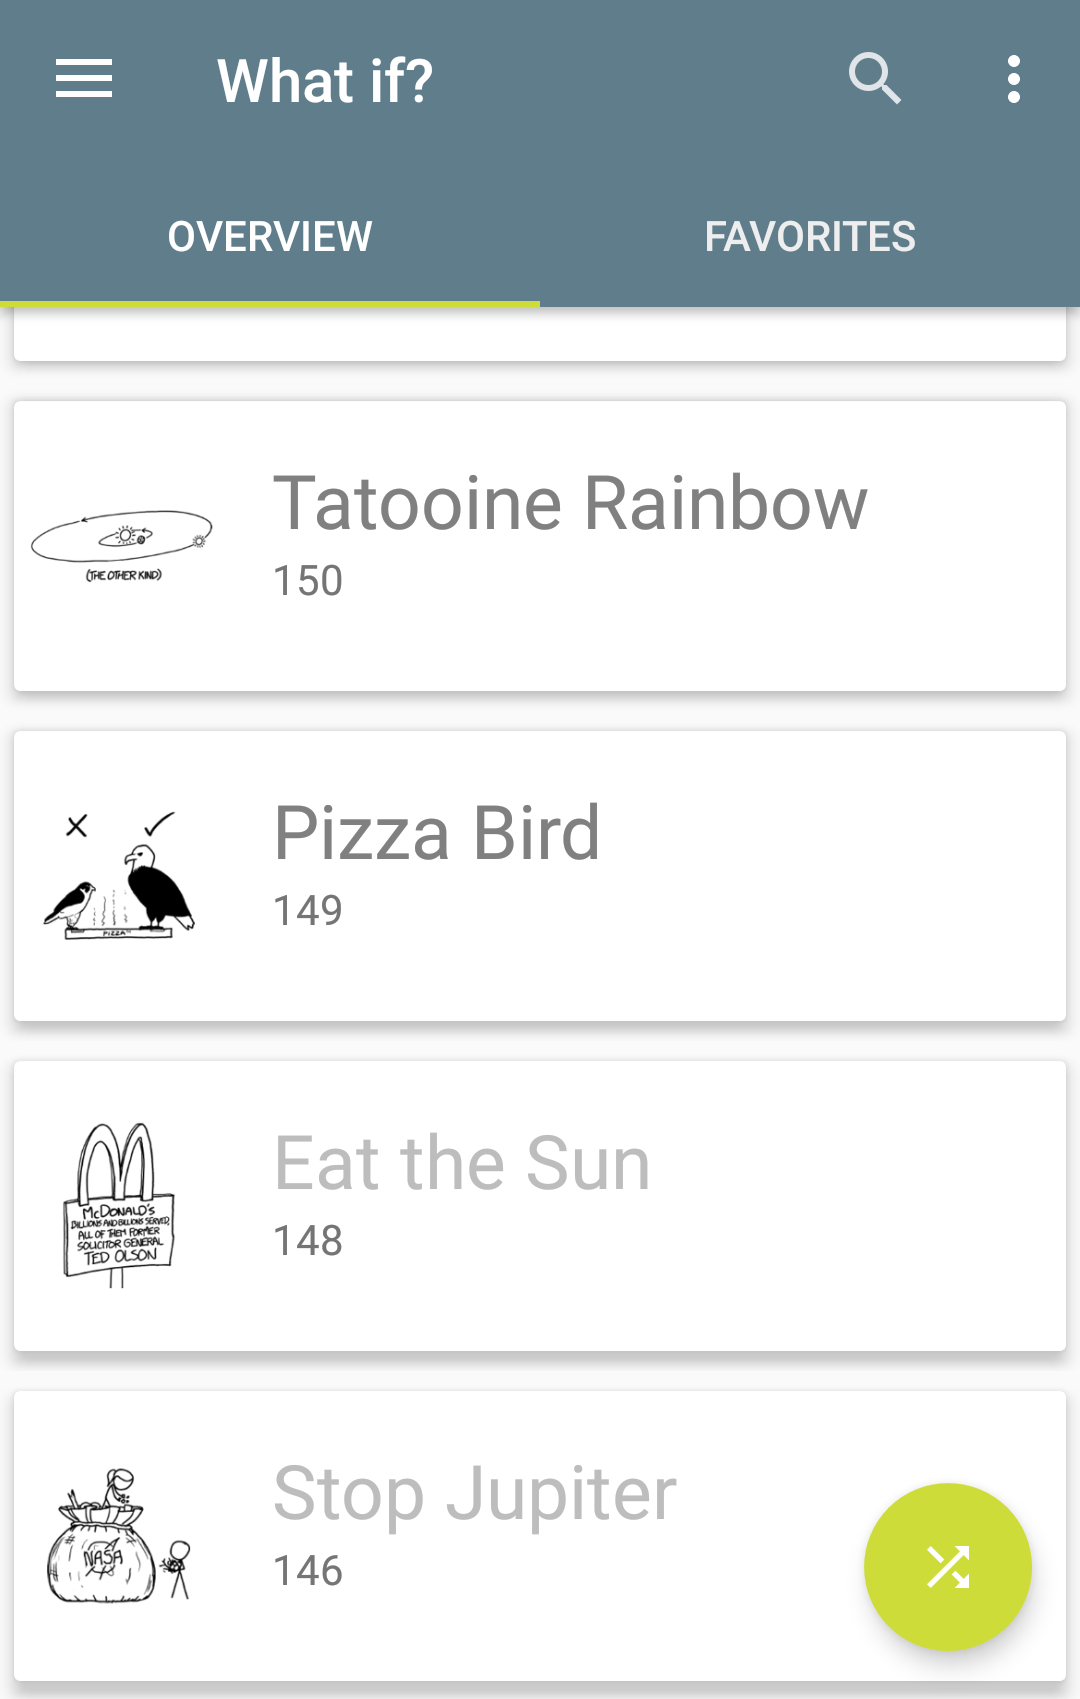 What if?
OVERVIEW
FAVORITES
Tatooine Rainbow
150
(THE OTHER KIND)
Pizza Bird
149
PIZZA
Eat the Sun
148
McDONALD'S
BILLIONS AND BILLIONS SERVED,
ALL OF THEM FORMER
SOLICITOR GENERAL
TED OLSON
Stop Jupiter
146
NASA